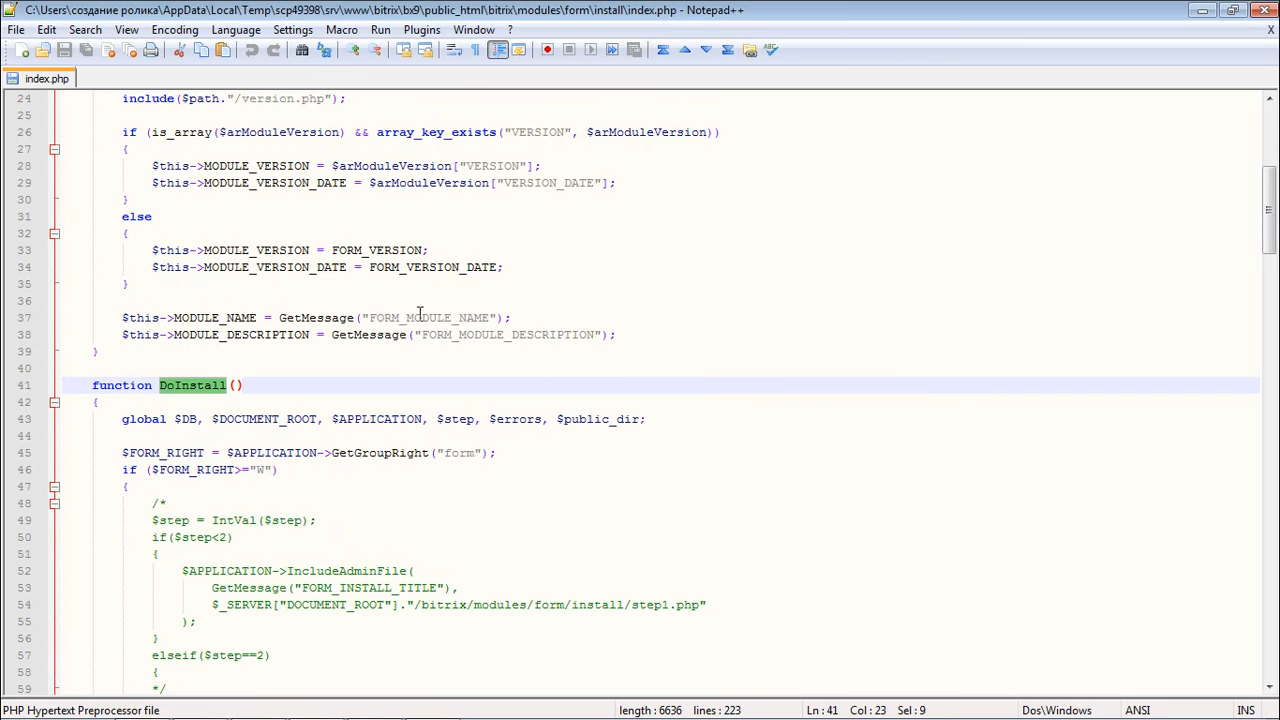 C:\Users\создание ролика\AppData\Local\Temp\scp49398\srv\www\bitrix\bx9\public_html\bitrix\modules\form\install\index.php - Notepad++
File Edit Search View Encoding Language Settings Macro Run Plugins Window ? X
index.php
24 include($path."/version.php");
25
26 if (is_array($arModuleVersion) && array_key_exists("VERSION", $arModuleVersion))
27 {
28 $this->MODULE_VERSION = $arModuleVersion["VERSION"];
29 $this->MODULE_VERSION_DATE = $arModuleVersion["VERSION_DATE"];
30 }
31 else
32 {
33 $this->MODULE_VERSION = FORM_VERSION;
34 $this->MODULE_VERSION_DATE = FORM_VERSION_DATE;
35 }
36
37 $this->MODULE_NAME = GetMessage("FORM_MODULE_NAME");
38 $this->MODULE_DESCRIPTION = GetMessage("FORM_MODULE_DESCRIPTION");
39 }
40
41 function DoInstall()
42 {
43 global $DB, $DOCUMENT_ROOT, $APPLICATION, $step, $errors, $public_dir;
44
45 $FORM_RIGHT = $APPLICATION->GetGroupRight("form");
46 if ($FORM_RIGHT>="W")
47 {
48 /*
49 $step = IntVal($step);
50 if($step<2)
51 {
52 $APPLICATION->IncludeAdminFile(
53 GetMessage("FORM_INSTALL_TITLE"),
54 $_SERVER["DOCUMENT_ROOT"]."/bitrix/modules/form/install/step1.php"
55 );
56 }
57 elseif($step==2)
58 {
59 */
PHP Hypertext Preprocessor file length : 6636 lines : 223 Ln : 41 Col : 23 Sel : 9 Dos\Windows ANSI INS